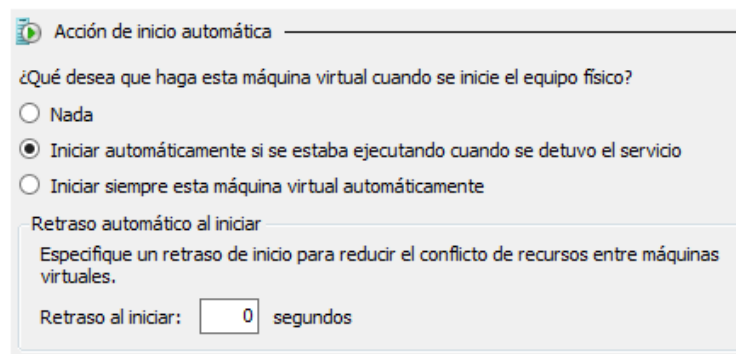 Acción de inicio automática
¿Qué desea que haga esta máquina virtual cuando se inicie el equipo físico?
Nada
Iniciar automáticamente si se estaba ejecutando cuando se detuvo el servicio
Iniciar siempre esta máquina virtual automáticamente
Retraso automático al iniciar
Especifique un retraso de inicio para reducir el conflicto de recursos entre máquinas
virtuales.
Retraso al iniciar: 0 segundos